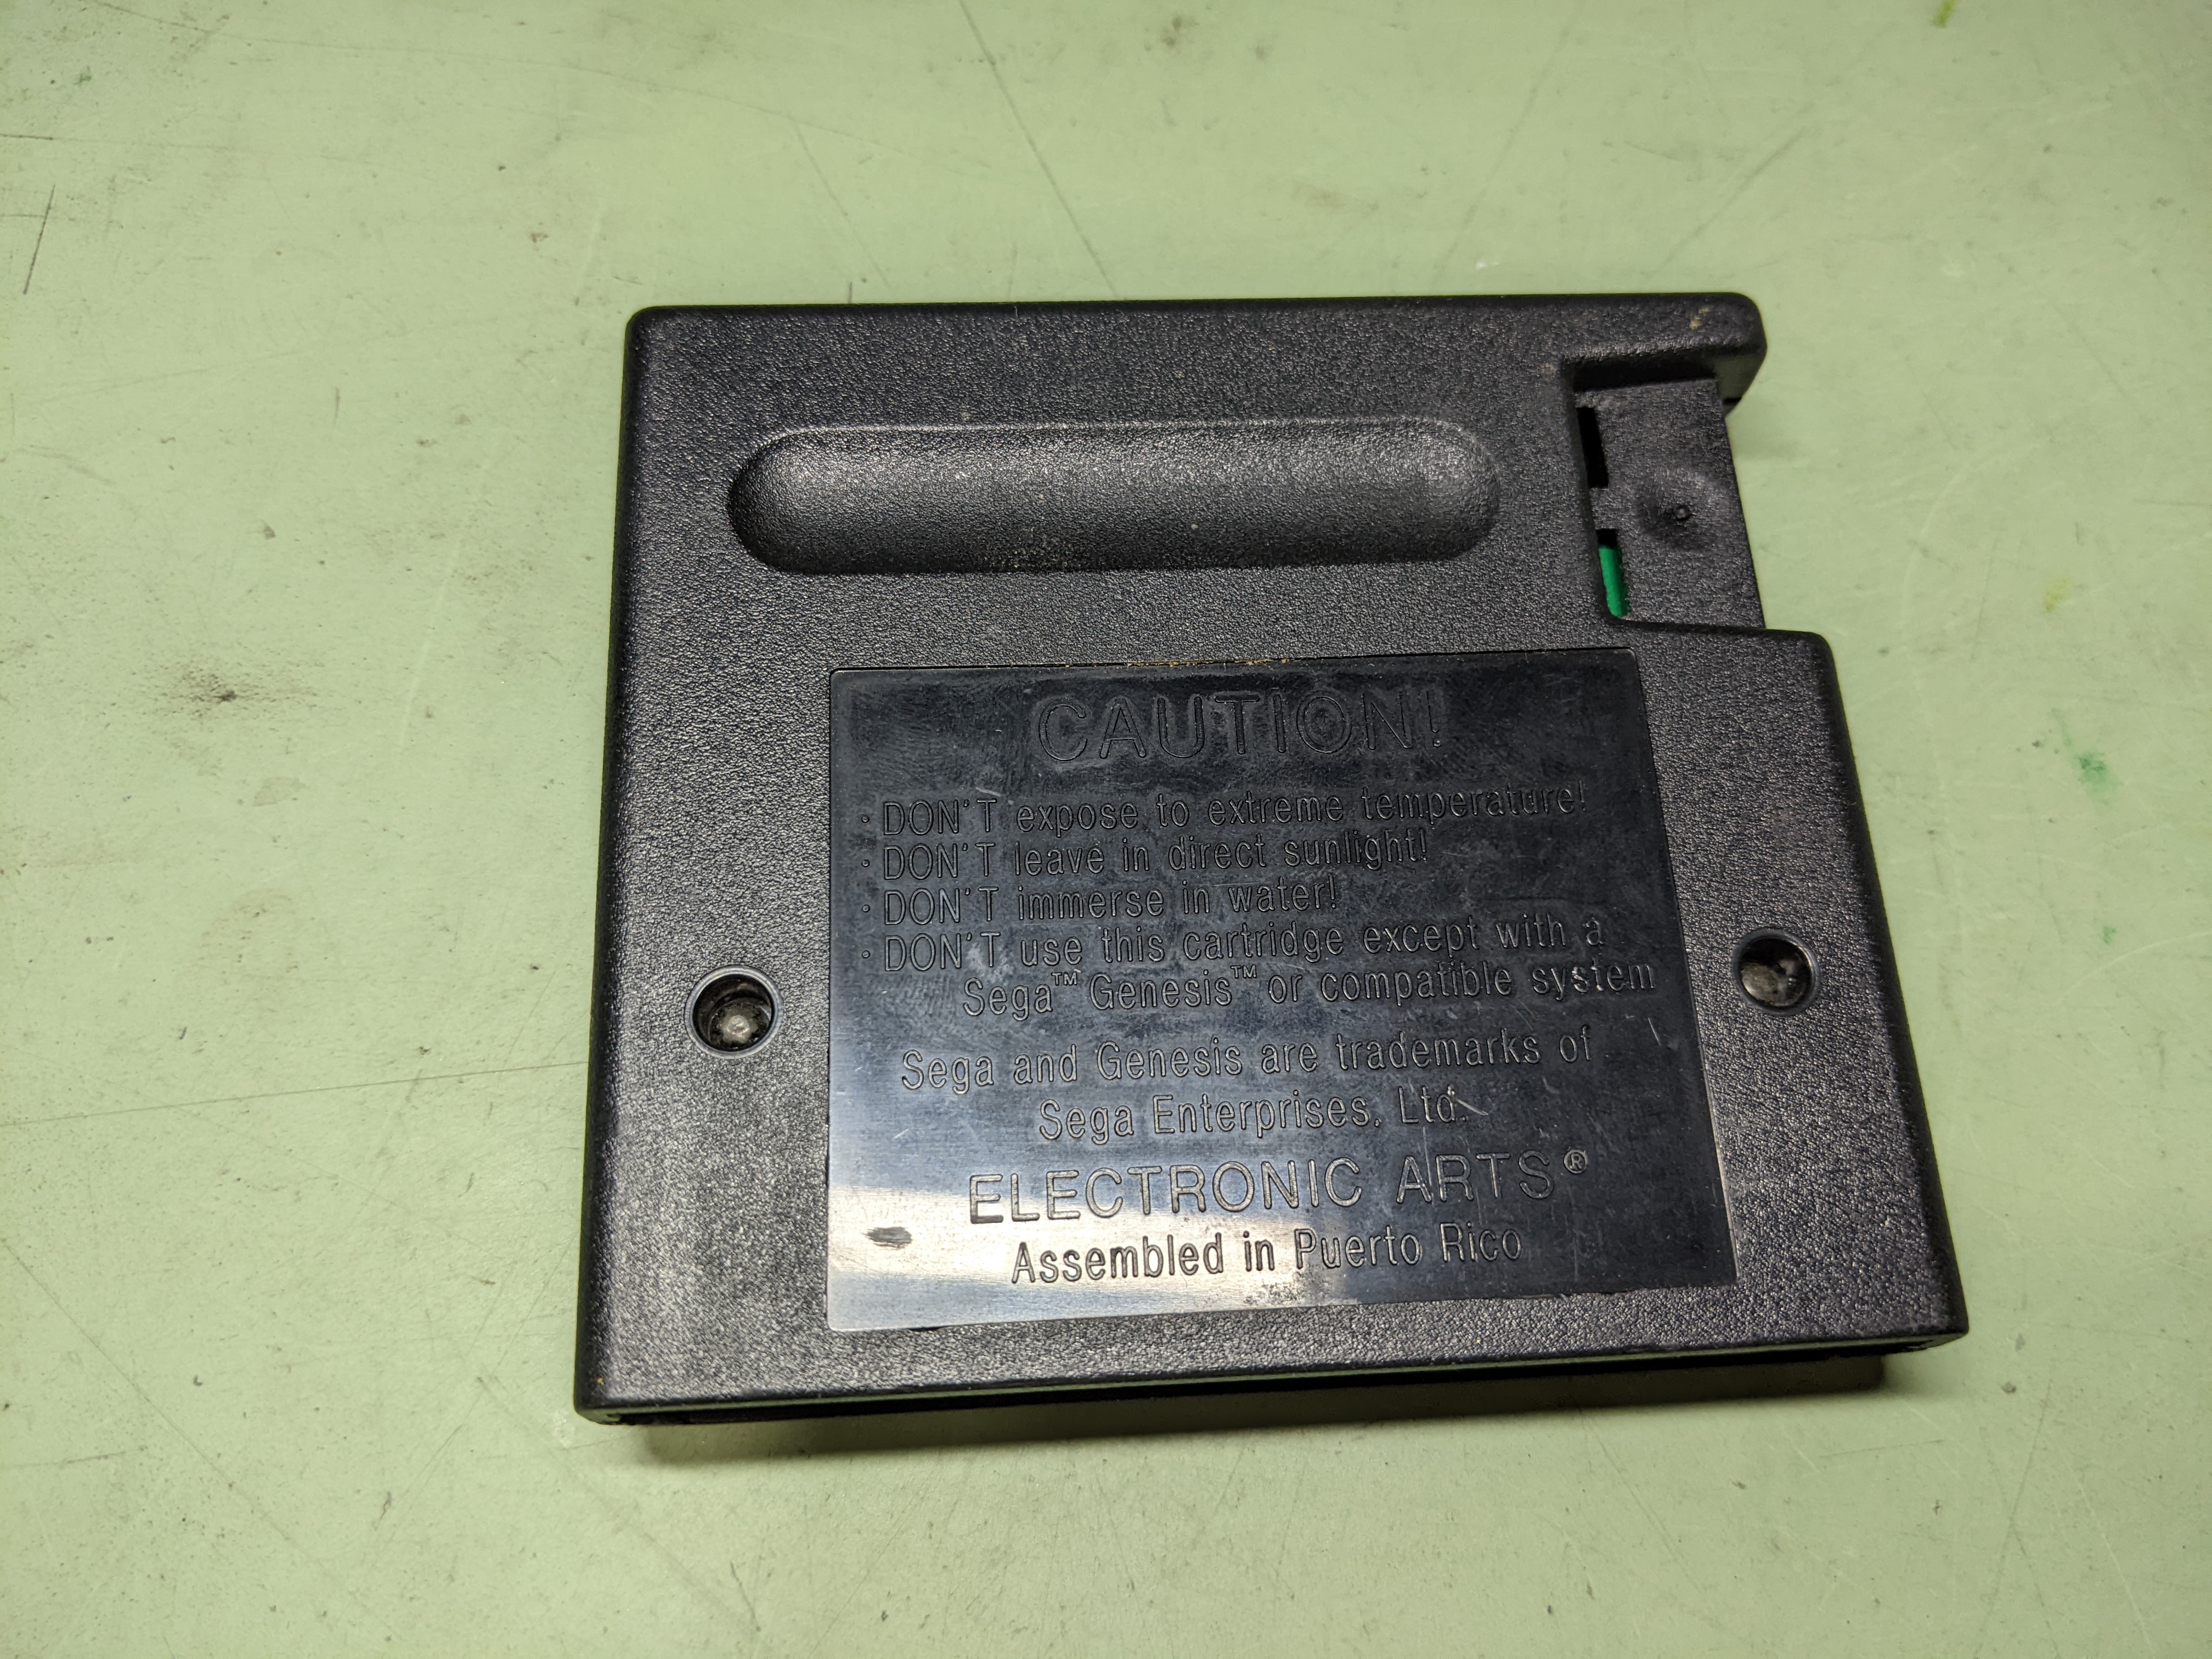 CAUTION!
· DON'T expose to extreme temperature!
· DON'T leave in direct sunlight!
· DON'T immerse in water!
· DON'T use this cartridge except with a
Sega™ Genesis™ or compatible system
Sega and Genesis are trademarks of
Sega Enterprises, Ltd.
ELECTRONIC ARTS®
Assembled in Puerto Rico